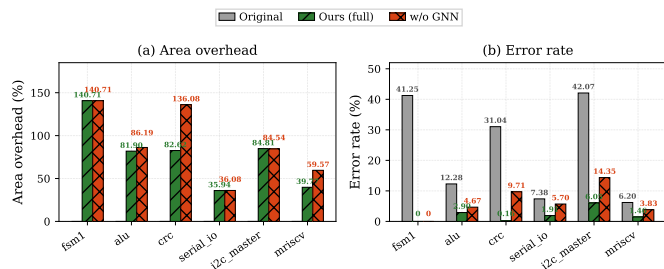 Original Ours (full) w/o GNN
(a) Area overhead
(b) Error rate
Area overhead (%)
150
100
50
0
140.71
140.71
81.90
86.19
136.08
35.94
36.08
84.81
84.54
59.57
fsm1
alu
crc
serial_io
i2c_master
mriscv
Error rate (%)
50
40
30
20
10
0
41.25
0
0
12.28
4.67
31.04
9.71
7.38
5.70
42.07
14.35
6.20
3.83
fsm1
alu
crc
serial_io
i2c_master
mriscv